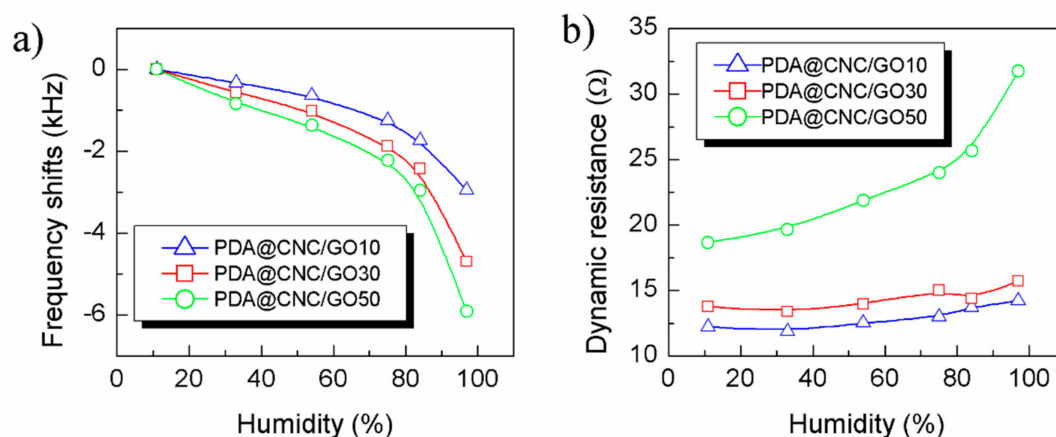 a)
Frequency shifts (kHz)
0
-2
-4
-6
PDA@CNC/GO10
PDA@CNC/GO30
PDA@CNC/GO50
0
20
40
60
80
100
Humidity (%)
b)
Dynamic resistance (Ω)
35
30
25
20
15
10
PDA@CNC/GO10
PDA@CNC/GO30
PDA@CNC/GO50
0
20
40
60
80
100
Humidity (%)